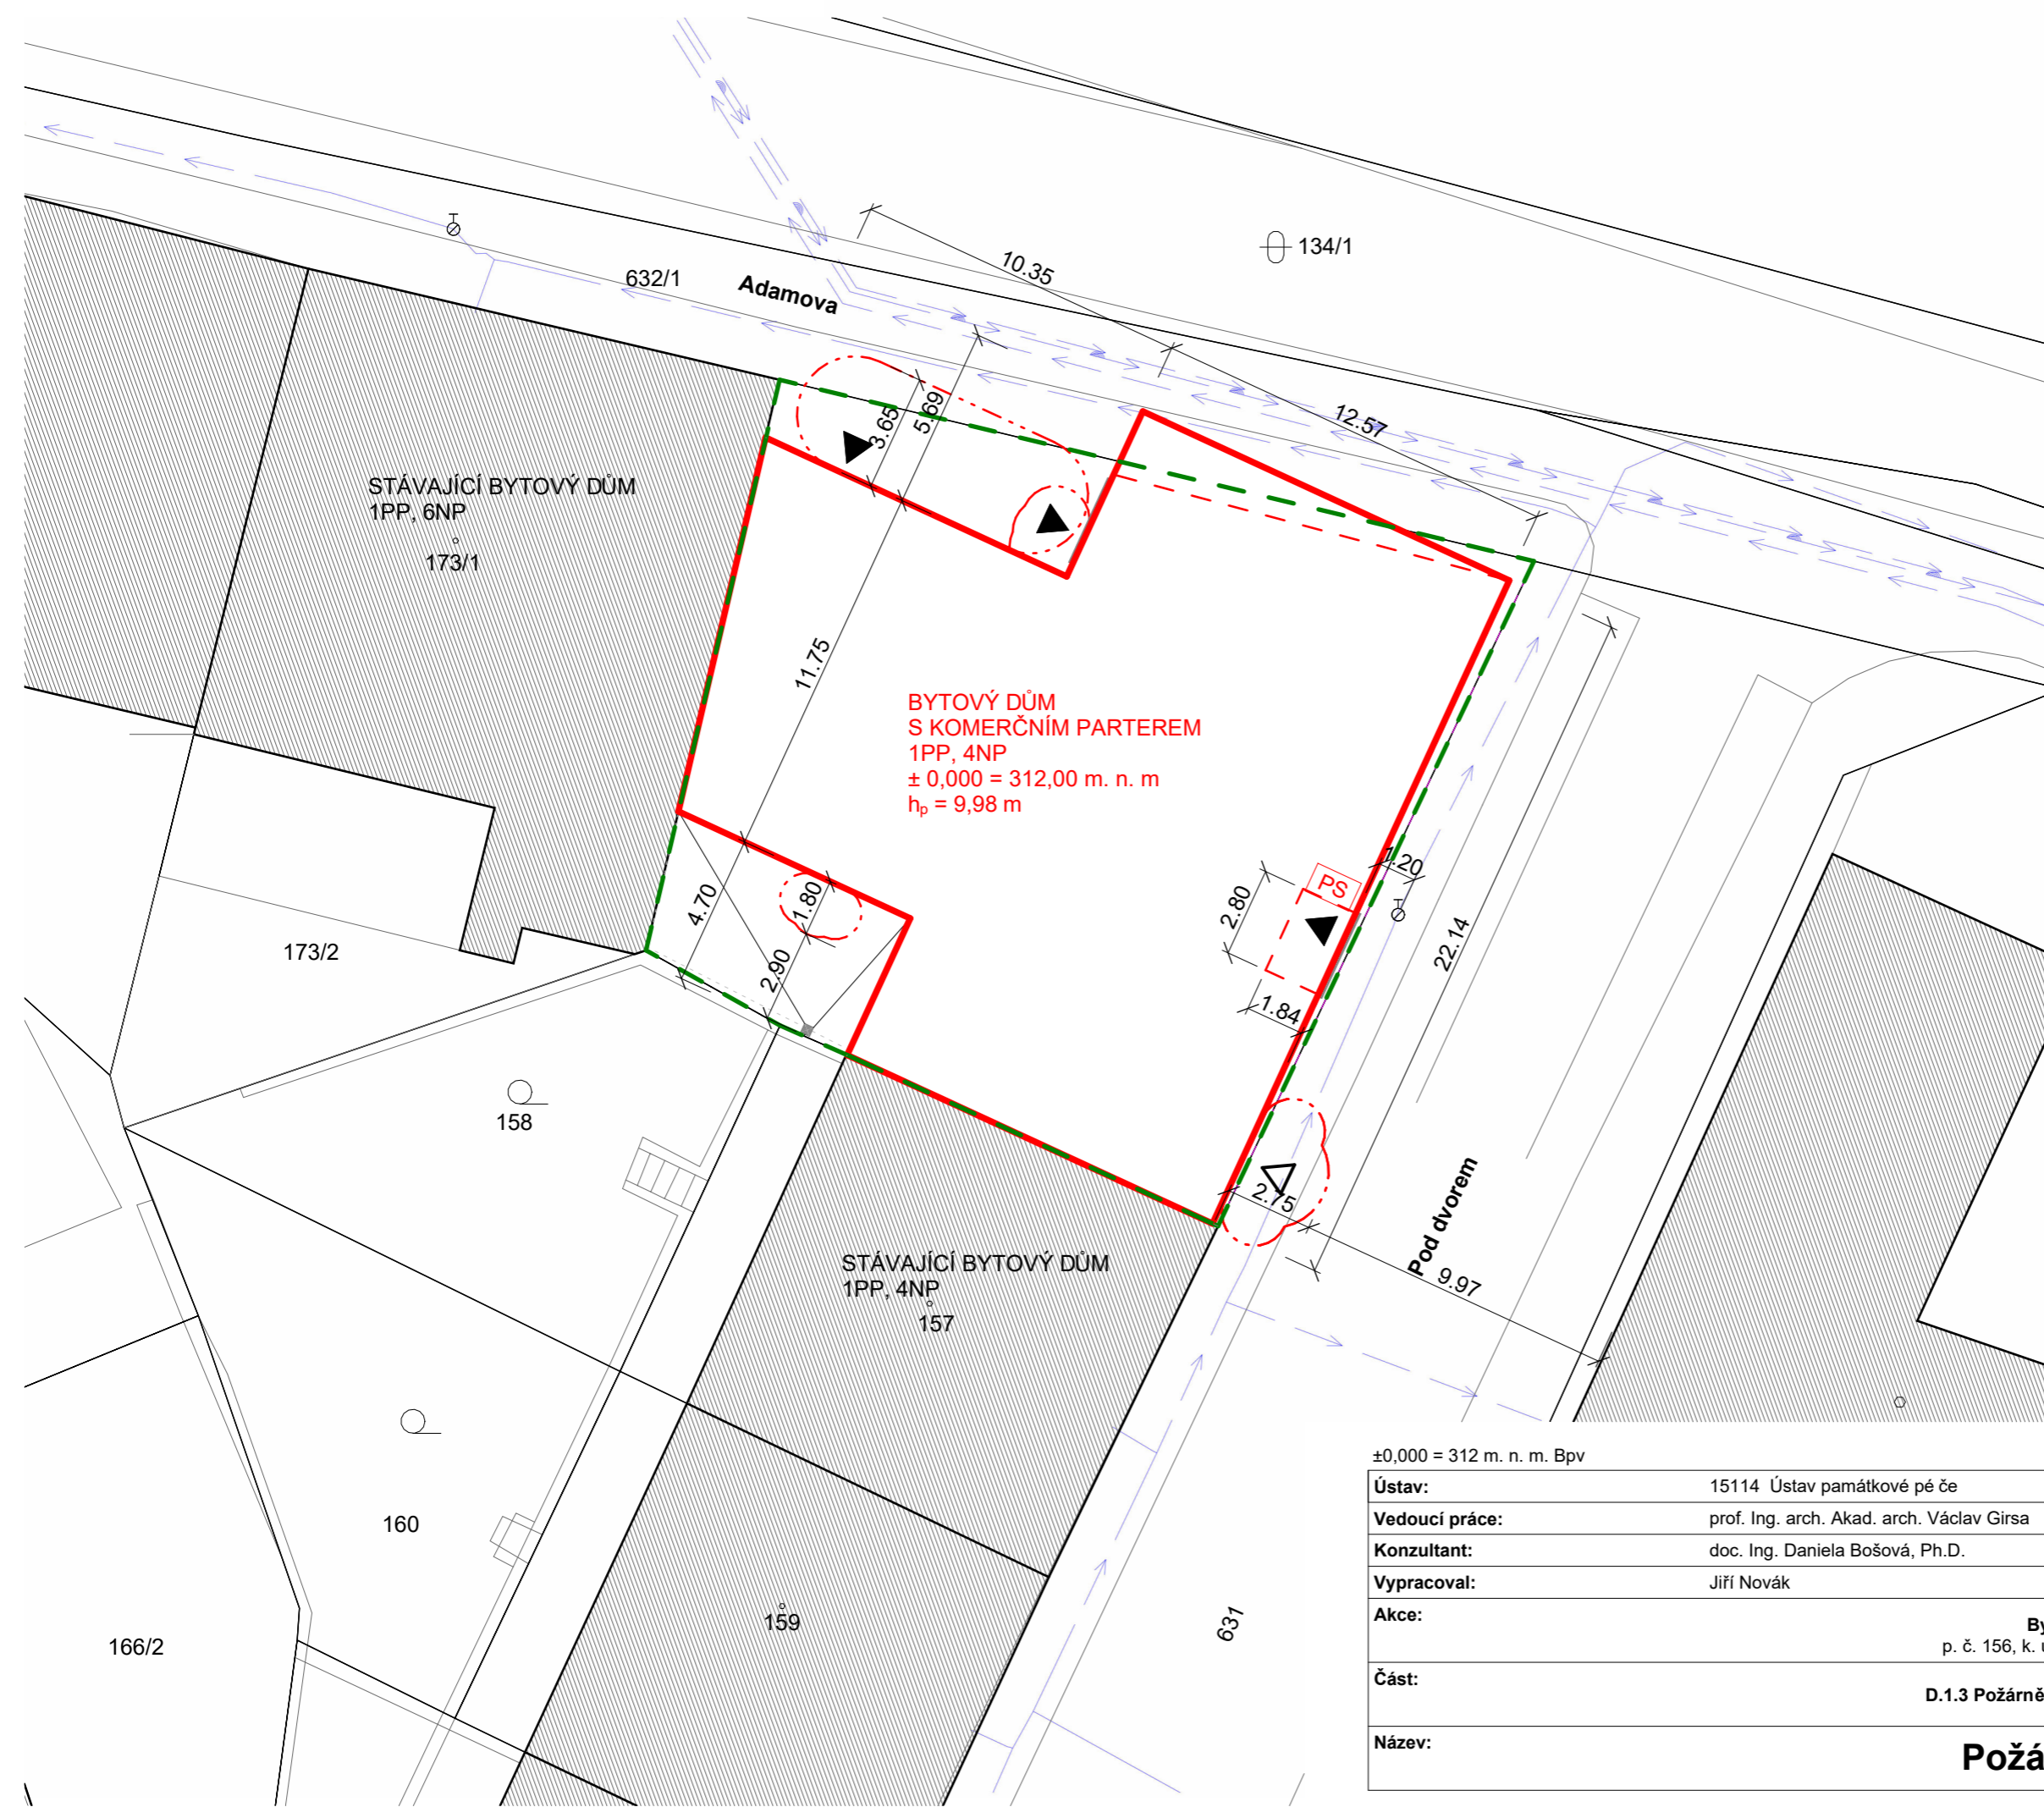 134/1
10.35
632/1
Adamova
12.57
3.65
5.69
STÁVAJÍCÍ BYTOVÝ DŮM
1PP, 6NP
173/1
11.75
BYTOVÝ DŮM
S KOMERČNÍM PARTEREM
1PP, 4NP
± 0,000 = 312,00 m. n. m
hp = 9,98 m
1.20
PS
2.80
4.70
1.80
22.14
173/2
2.90
1.84
158
2.75
Pod dvorem
STÁVAJÍCÍ BYTOVÝ DŮM
1PP, 4NP
157
9.97
160
159
631
166/2
±0,000 = 312 m. n. m. Bpv
Ústav: 15114 Ústav památkové pé če
Vedoucí práce: prof. Ing. arch. Akad. arch. Václav Girsa
Konzultant: doc. Ing. Daniela Bošová, Ph.D.
Vypracoval: Jiří Novák
Akce:
By
p. č. 156, k.
Část:
D.1.3 Požárně
Název:
Požá